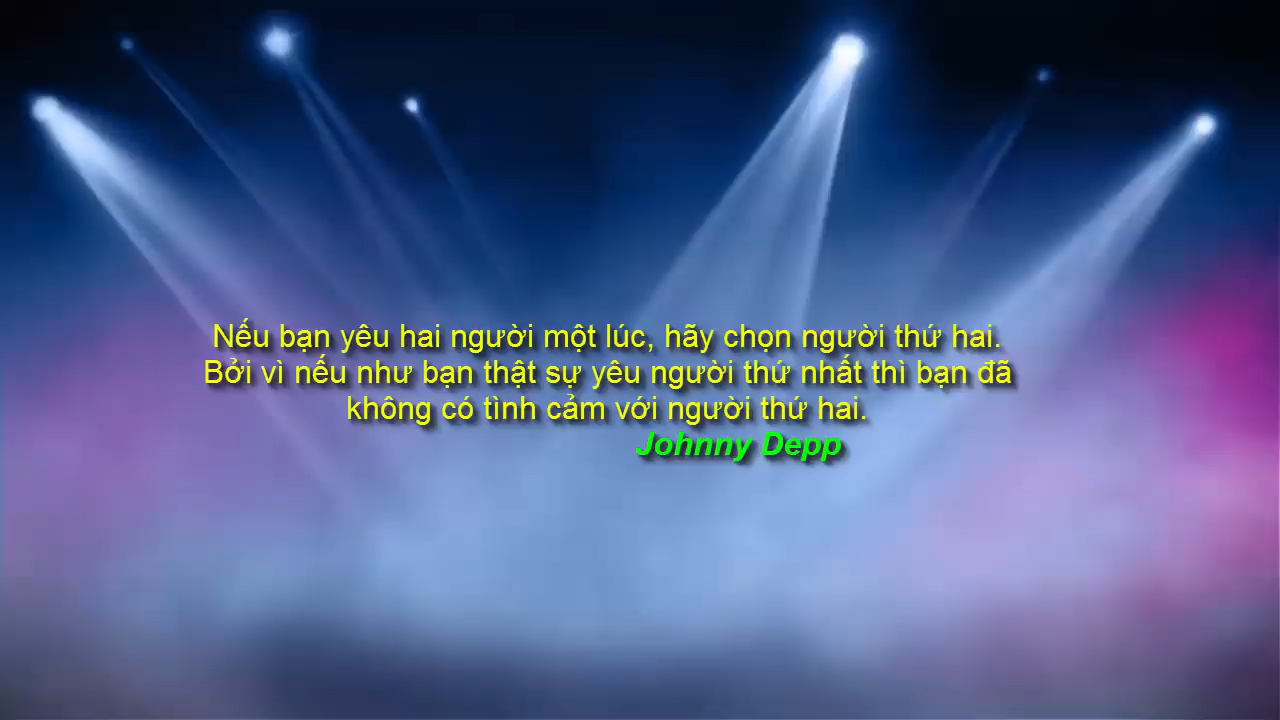 Nếu bạn yêu hai người một lúc, hãy chọn người thứ hai.
Bởi vì nếu như bạn thật sự yêu người thứ nhất thì bạn đã
không có tình cảm với người thứ hai.
Johnny Depp